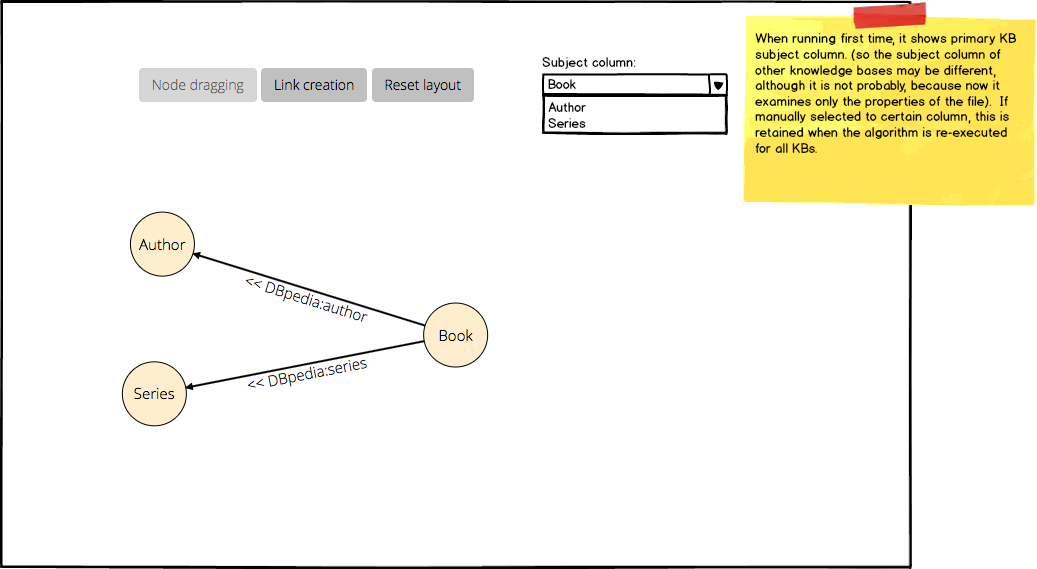 Node dragging
Link creation
Reset layout
Subject column:
Book
Author
Series
When running first time, it shows primary KB
subject column. (so the subject column of
other knowledge bases may be different,
although it is not probably, because now it
examines only the properties of the file). If
manually selected to certain column, this is
retained when the algorithm is re-executed
for all KBs.
Author
<< DBpedia:author
Book
<< DBpedia:series
Series